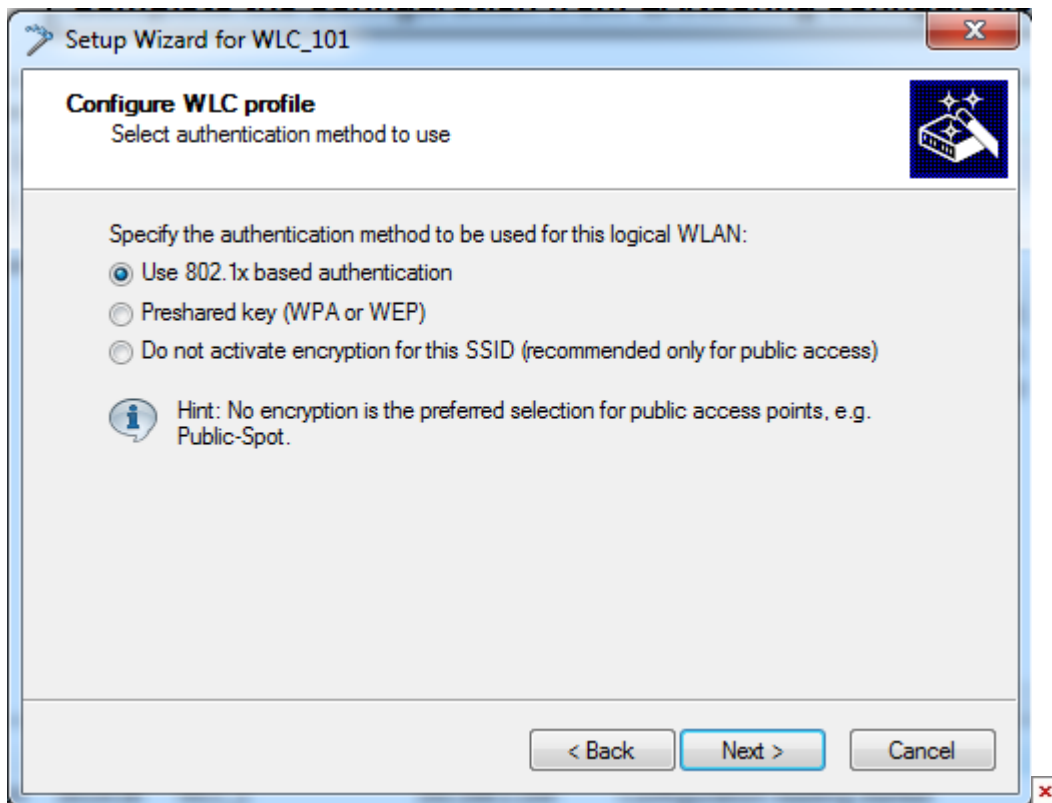 Setup Wizard for WLC_101
Configure WLC profile
Select authentication method to use
Specify the authentication method to be used for this logical WLAN:
Use 802.1x based authentication
Preshared key (WPA or WEP)
Do not activate encryption for this SSID (recommended only for public access)
Hint: No encryption is the preferred selection for public access points, e.g.
Public-Spot.
< Back
Next >
Cancel